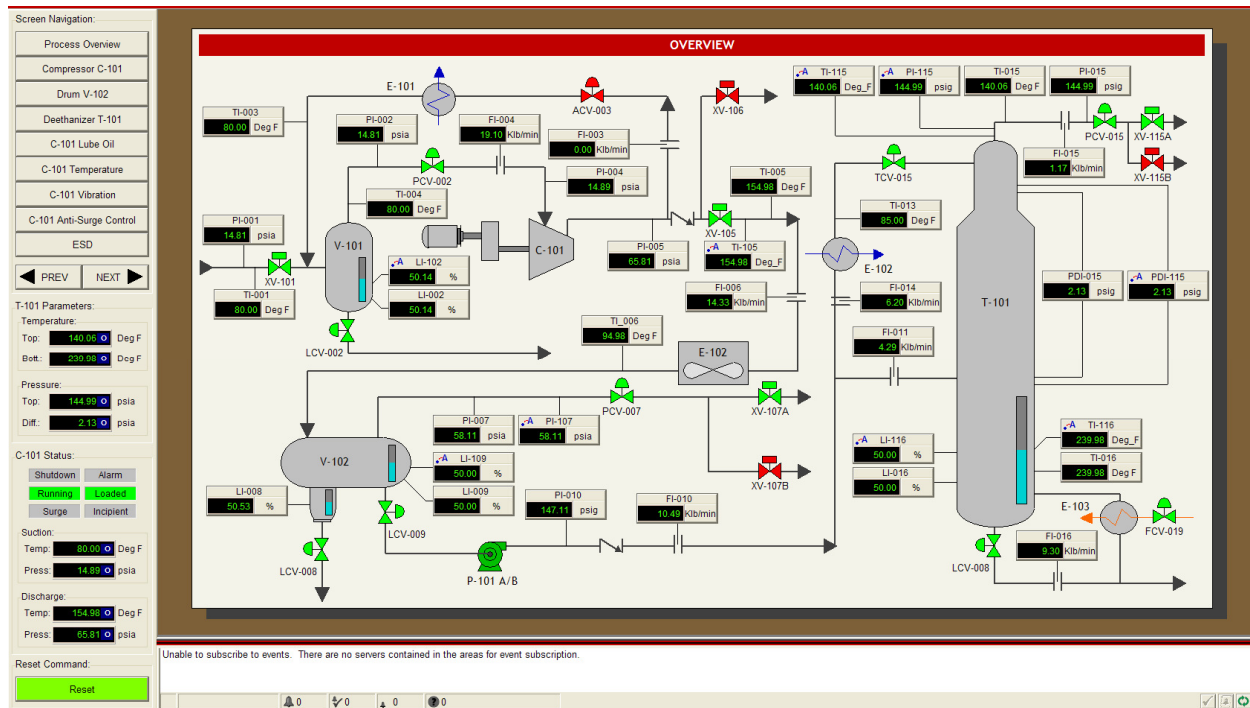 Screen Navigation:
Process Overview
Compressor C-101
Drum V-102
Deethanizer T-101
C-101 Lube Oil
C-101 Temperature
C-101 Vibration
C-101 Anti-Surge Control
ESD
PREV NEXT
T-101 Parameters:
Temperature:
Top: 140.06 O Deg F
Bott.: 239.98 O Deg F
Pressure:
Top: 144.99 O psia
Diff.: 2.13 O psia
C-101 Status:
Shutdown Alarm
Running Loaded
Surge Incipient
Suction:
Temp: 80.00 O Deg F
Press: 14.89 O psia
Discharge:
Temp: 154.98 O Deg F
Press: 65.81 O psia
Reset Command:
Reset
OVERVIEW
E-101
ACV-003
XV-106
TI-003
80.00 Deg F
PI-002
14.81 psia
FI-004
19.10 Klb/min
FI-003
0.00 Klb/min
PI-004
14.89 psia
PCV-002
TI-004
80.00 Deg F
PI-001
14.81 psia
XV-101
TI-001
80.00 Deg F
V-101
A LI-102
50.14 %
LI-002
50.14 %
LCV-002
C-101
PI-005
65.81 psia
XV-105
TI-005
154.98 Deg F
A TI-105
154.98 Deg_F
FI-006
14.33 Klb/min
TI_006
94.98 Deg F
E-102
PCV-007
XV-107A
PI-007
58.11 psia
A PI-107
58.11 psia
XV-107B
V-102
A LI-109
50.00 %
LI-009
50.00 %
LI-008
50.53 %
LCV-008
LCV-009
P-101 A/B
PI-010
147.11 psig
FI-010
10.49 Klb/min
A TI-115
140.06 Deg_F
A PI-115
144.99 psig
TI-015
140.06 Deg F
PI-015
144.99 psig
PCV-015
XV-115A
XV-115B
FI-015
1.17 Klb/min
TCV-015
TI-013
85.00 Deg F
E-102
FI-014
6.20 Klb/min
FI-011
4.29 Klb/min
T-101
PDI-015
2.13 psig
A PDI-115
2.13 psig
A LI-116
50.00 %
LI-016
50.00 %
A TI-116
239.98 Deg_F
TI-016
239.98 Deg F
E-103
FCV-019
LCV-008
FI-016
9.30 Klb/min
Unable to subscribe to events. There are no servers contained in the areas for event subscription.
0 0 0 0